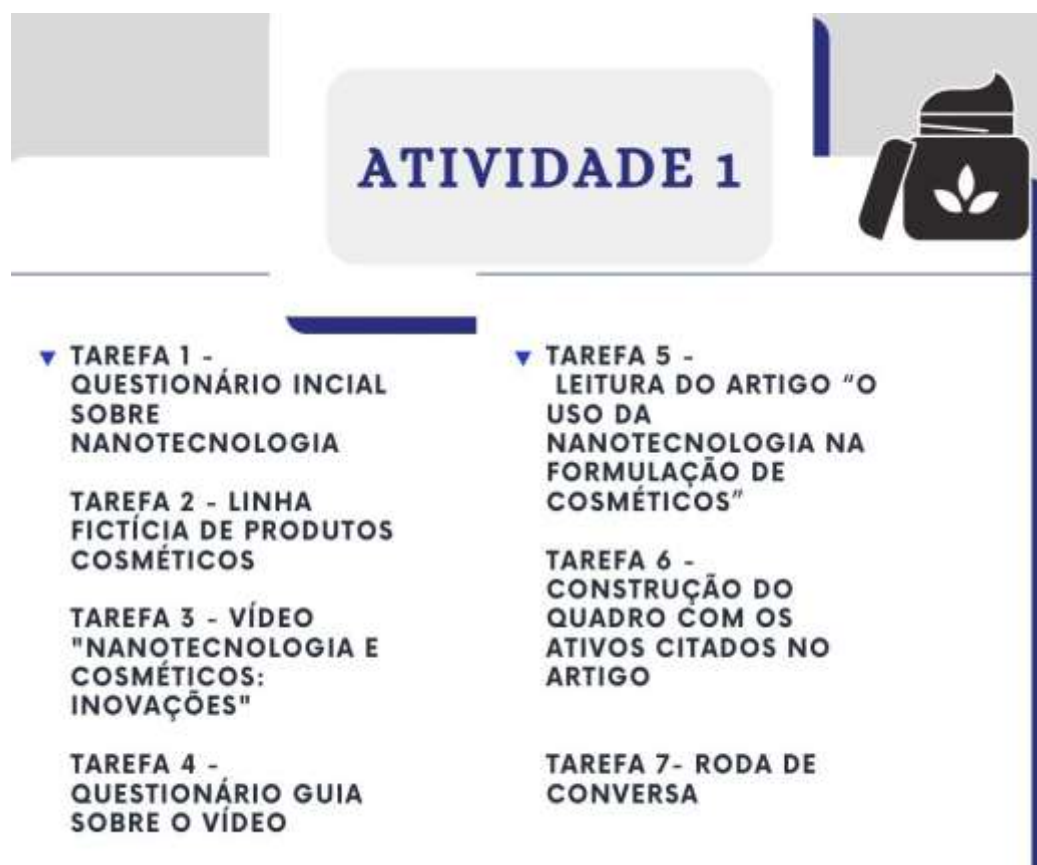 ATIVIDADE 1
TAREFA 1 -
QUESTIONÁRIO INCIAL
SOBRE
NANOTECNOLOGIA
TAREFA 2 - LINHA
FICTÍCIA DE PRODUTOS
COSMÉTICOS
TAREFA 3 - VÍDEO
"NANOTECNOLOGIA E
COSMÉTICOS:
INOVAÇÕES"
TAREFA 4 -
QUESTIONÁRIO GUIA
SOBRE O VÍDEO
TAREFA 5 -
LEITURA DO ARTIGO “O
USO DA
NANOTECNOLOGIA NA
FORMULAÇÃO DE
COSMÉTICOS”
TAREFA 6 -
CONSTRUÇÃO DO
QUADRO COM OS
ATIVOS CITADOS NO
ARTIGO
TAREFA 7- RODA DE
CONVERSA